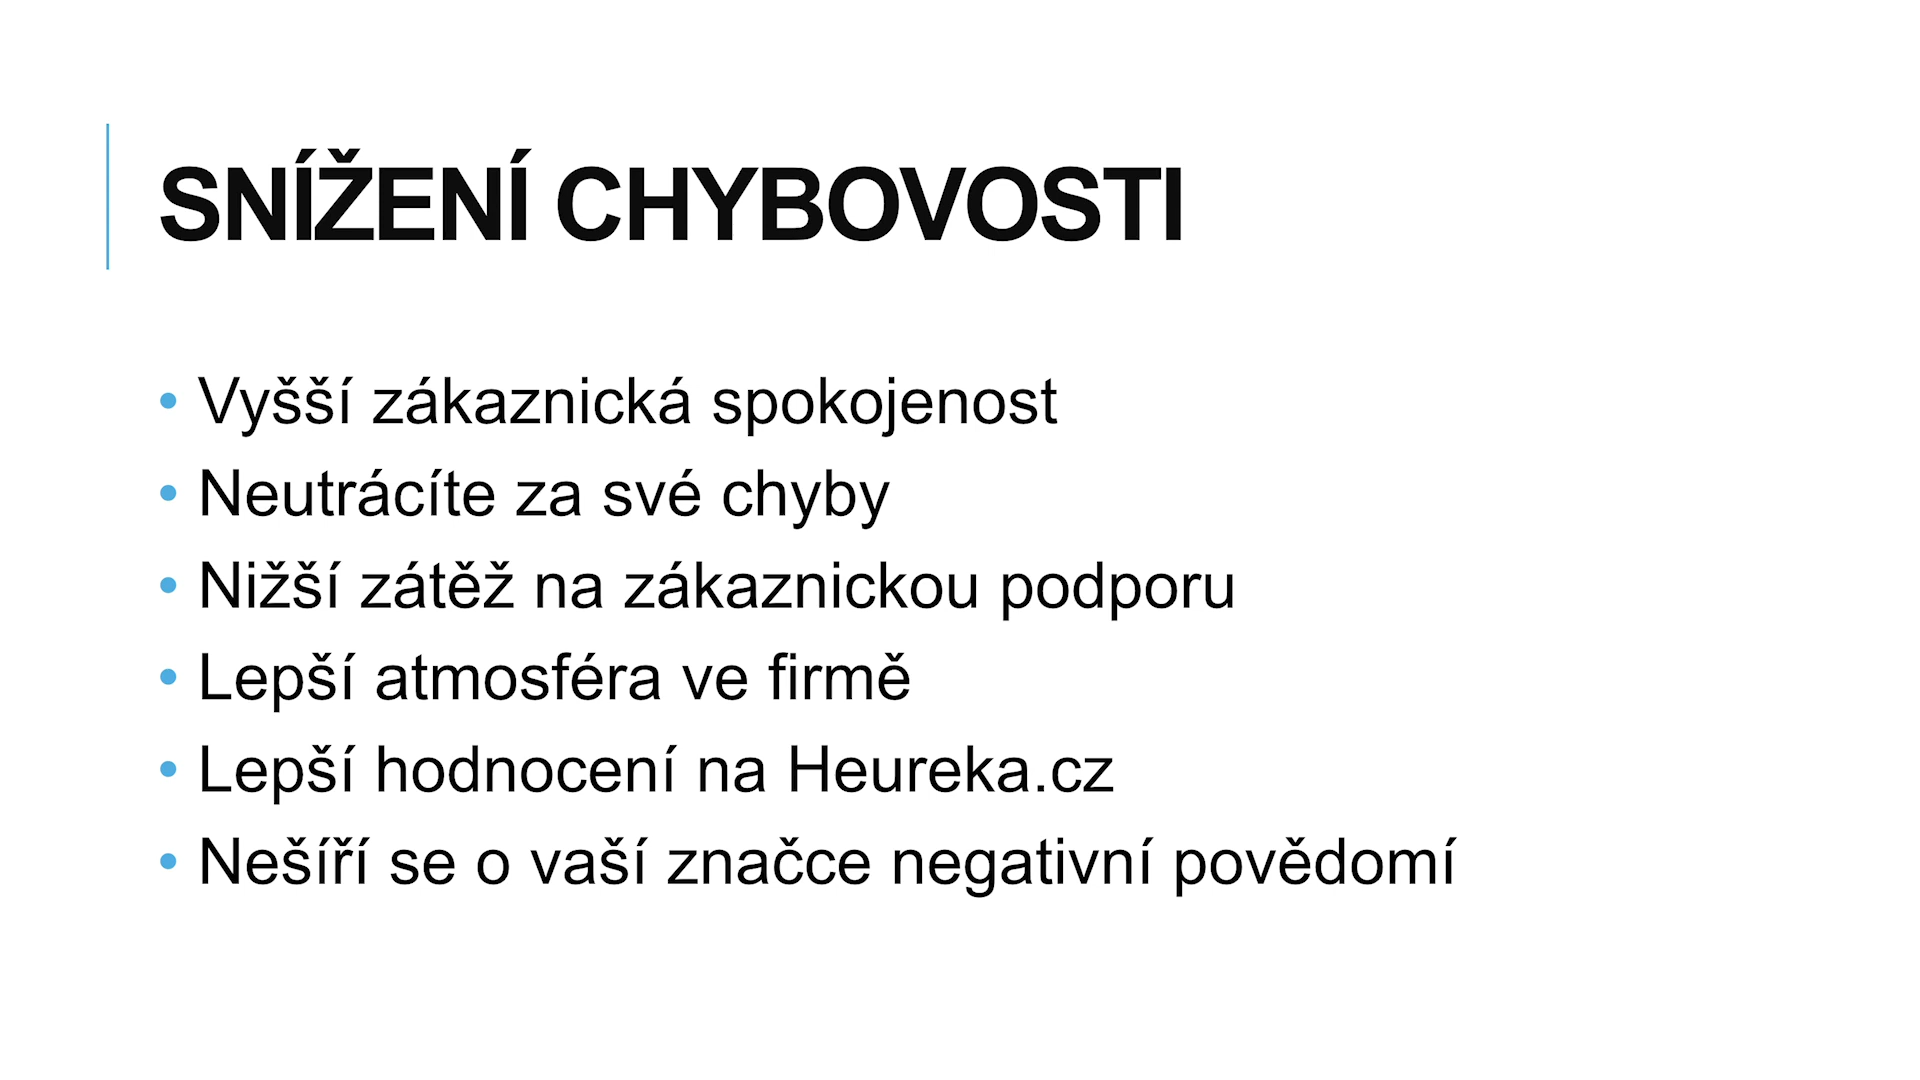 SNÍŽENÍ CHYBOVOSTI
• Vyšší zákaznická spokojenost
• Neutrácíte za své chyby
• Nižší zátěž na zákaznickou podporu
• Lepší atmosféra ve firmě
• Lepší hodnocení na Heureka.cz
• Nešíří se o vaší značce negativní povědomí